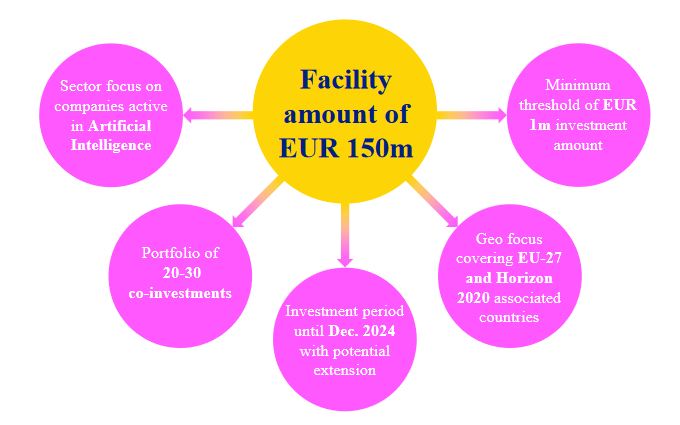 Facility
amount of
EUR 150m
Sector focus on
companies active
in Artificial
Intelligence
Portfolio of
20-30
co-investments
Investment period
until Dec. 2024
with potential
extension
Geo focus
covering EU-27
and Horizon
2020 associated
countries
Minimum
threshold of EUR
1m investment
amount